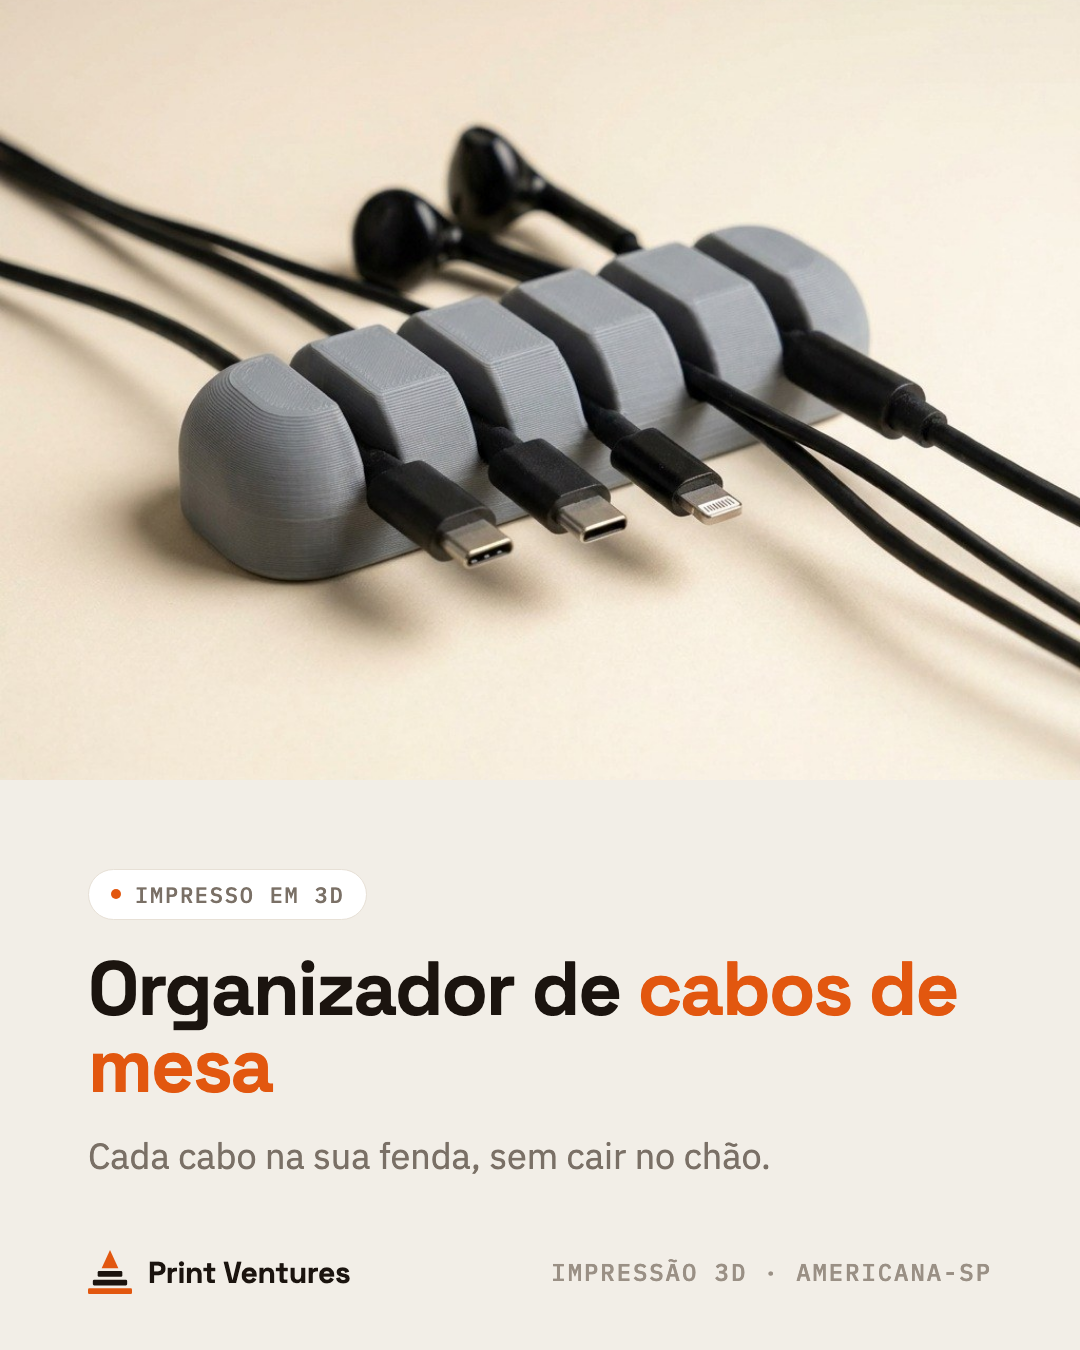 IMPRESSO EM 3D
Organizador de cabos de
mesa
Cada cabo na sua fenda, sem cair no chão.
Print Ventures
IMPRESSÃO 3D · AMERICANA-SP